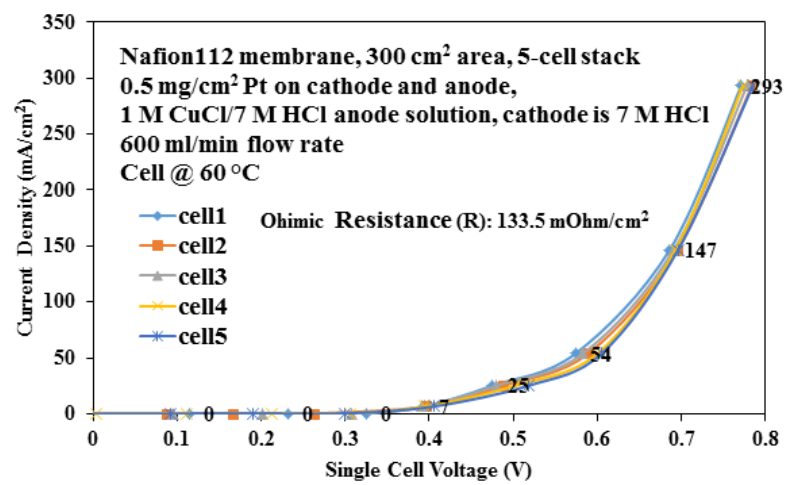 350
300
250
200
150
100
50
0
Current Density (mA/cm²)
Nafion112 membrane, 300 cm² area, 5-cell stack
0.5 mg/cm² Pt on cathode and anode,
1 M CuCl/7 M HCl anode solution, cathode is 7 M HCl
600 ml/min flow rate
Cell @ 60 °C
cell1
cell2
cell3
cell4
cell5
Ohimic Resistance (R): 133.5 mOhm/cm²
293
147
54
25
7
0
0
0
0 0.1 0.2 0.3 0.4 0.5 0.6 0.7 0.8
Single Cell Voltage (V)